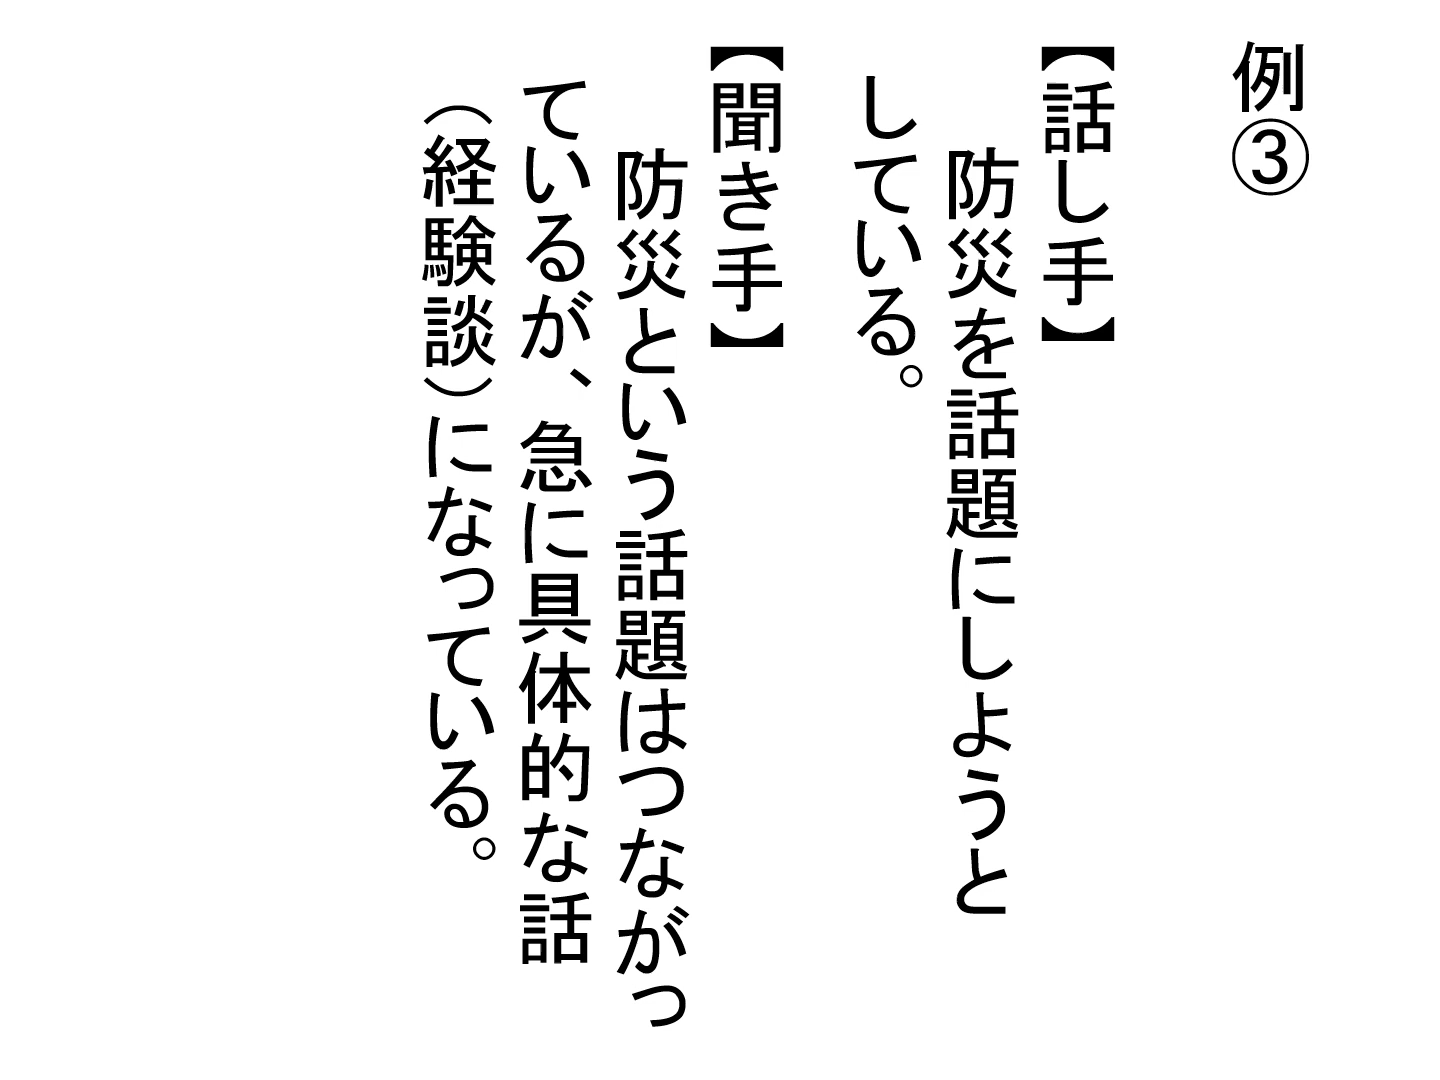 例③
【話し手】
防災を話題にしようと
している。
【聞き手】
防災という話題はつながっ
ているが、急に具体的な話
（経験談）になっている。